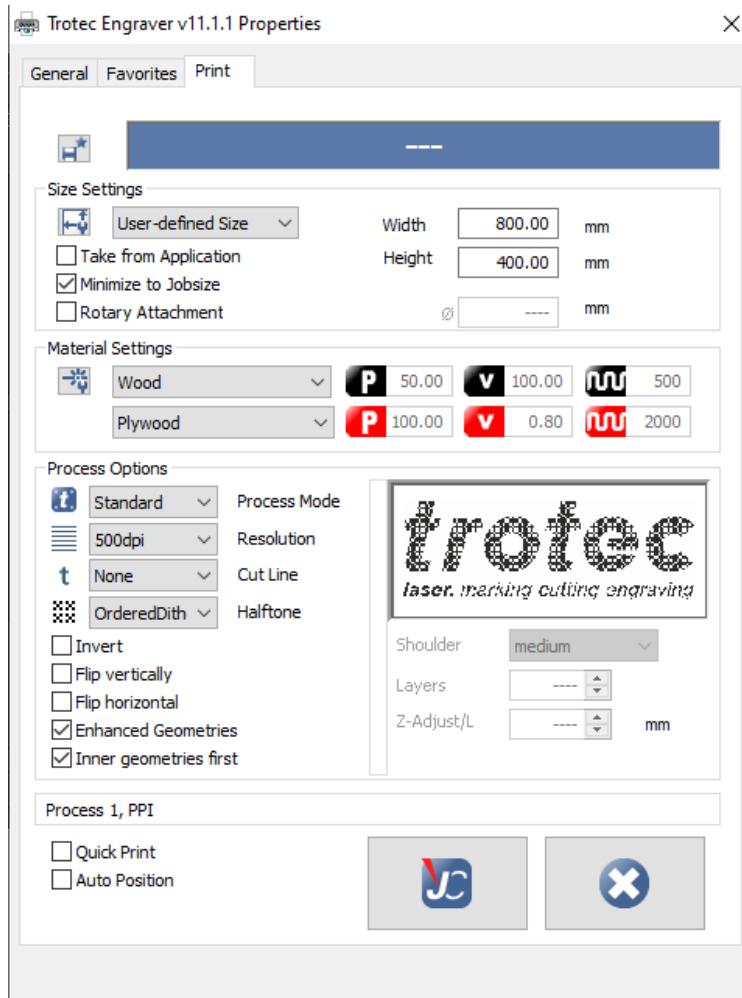 Trotec Engraver v11.1.1 Properties
General Favorites Print
---
Size Settings
User-defined Size Width 800.00 mm
Take from Application Height 400.00 mm
Minimize to Jobsize
Rotary Attachment Ø ---- mm
Material Settings
Wood P 50.00 v 100.00 500
Plywood P 100.00 v 0.80 2000
Process Options
t Standard Process Mode
500dpi Resolution
t None Cut Line
OrderedDith Halftone
trotec
laser. marking cutting engraving
Invert Shoulder medium
Flip vertically
Flip horizontal Layers ----
Enhanced Geometries Z-Adjust/L ---- mm
Inner geometries first
Process 1, PPI
Quick Print
Auto Position
JC